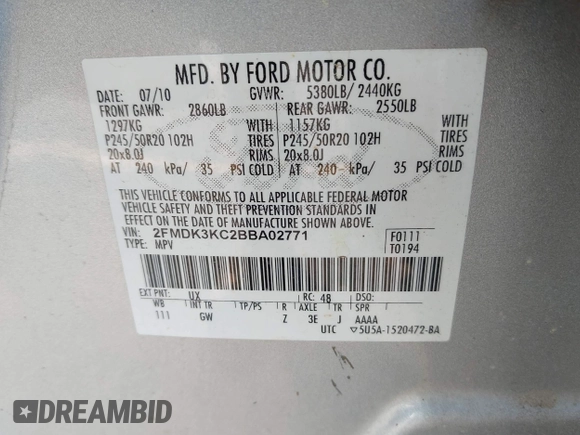 MFD. BY FORD MOTOR CO.
DATE: 07/10 GVWR: 5380LB/ 2440KG
FRONT GAWR: 2860LB REAR GAWR: 2550LB
1297KG WITH 1157KG WITH
P245/50R20 102H TIRES P245/50R20 102H TIRES
20x8.0J RIMS 20x8.0J RIMS
AT 240 kPa/ 35 PSI COLD AT 240 kPa/ 35 PSI COLD
THIS VEHICLE CONFORMS TO ALL APPLICABLE FEDERAL MOTOR
VEHICLE SAFETY AND THEFT PREVENTION STANDARDS IN
EFFECT ON THE DATE OF MANUFACTURE SHOWN ABOVE.
VIN: 2FMDK3KC2BBA02771 F0111
TYPE: MPV T0194
EXT PNT: UX RC: 48 DSO:
WB INT TR TP/PS R AXLE TR SPR
111 GW Z 3E J AAAA
UTC ▽5U5A-1520472-BA
DREAMBID